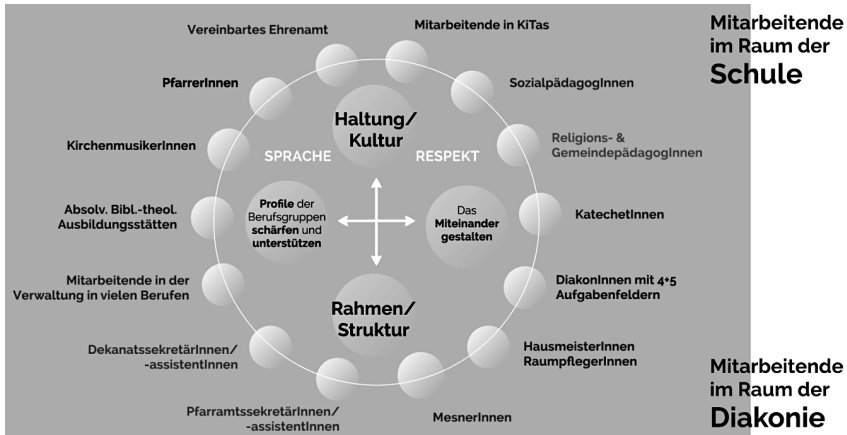 Mitarbeitende
im Raum der
Schule
Vereinbartes Ehrenamt
Mitarbeitende in KiTas
PfarrerInnen
SozialpädagogInnen
Haltung/
Kultur
KirchenmusikerInnen
SPRACHE
RESPEKT
Religions- &
GemeindepädagogInnen
Absolv. Bibl.-theol.
Ausbildungsstätten
Profile der
Berufsgruppen
schärfen und
unterstützen
Das
Miteinander
gestalten
KatechetInnen
Mitarbeitende in der
Verwaltung in vielen Berufen
DiakonInnen mit 4+5
Aufgabenfeldern
Rahmen/
Struktur
DekanatssekretärInnen/
-assistentInnen
HausmeisterInnen
RaumpflegerInnen
PfarramtssekretärInnen/
-assistentInnen
MesnerInnen
Mitarbeitende
im Raum der
Diakonie